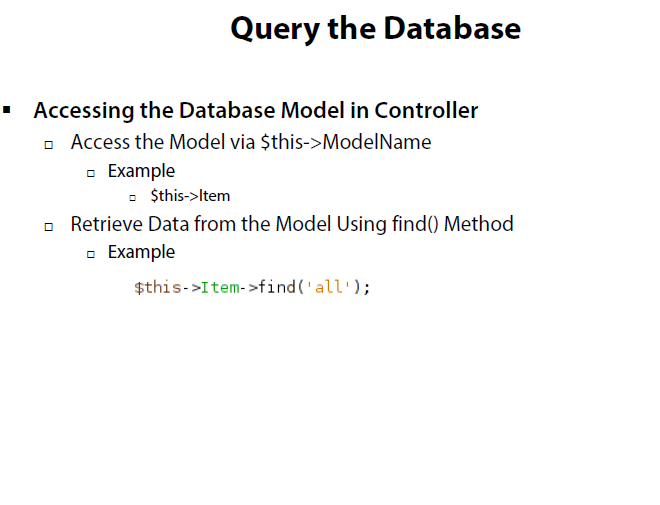 Query the Database
Accessing the Database Model in Controller
Access the Model via $this->ModelName
Example
$this->Item
Retrieve Data from the Model Using find() Method
Example
$this->Item->find('all');